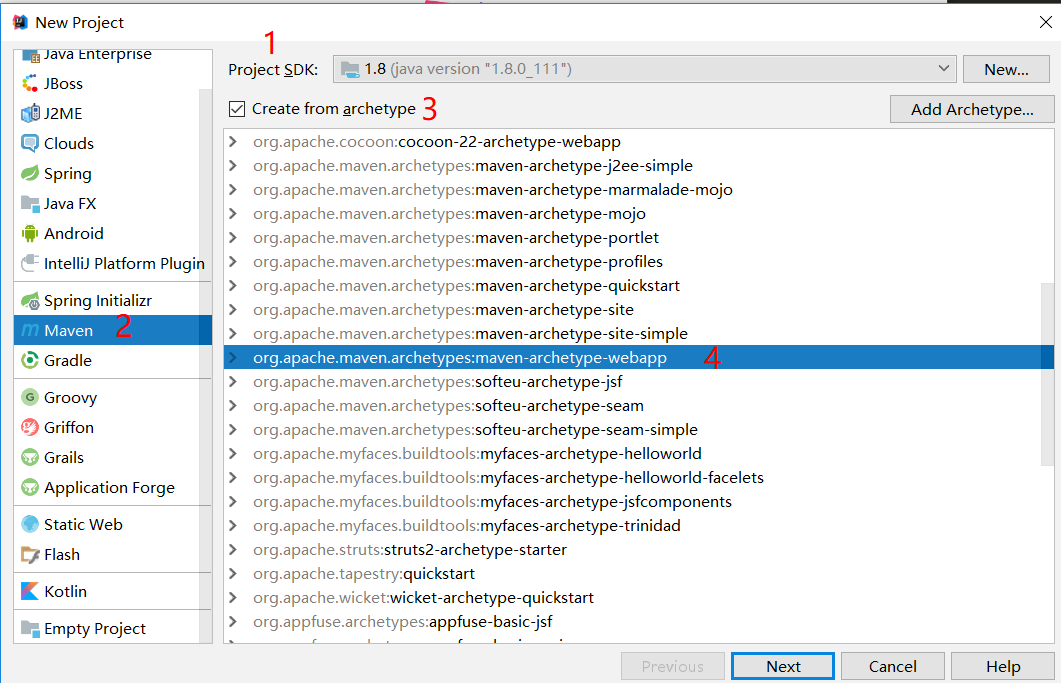 New Project
Java Enterprise
JBoss
J2ME
Clouds
Spring
Java FX
Android
IntelliJ Platform Plugin
Spring Initializr
Maven 2
Gradle
Groovy
Griffon
Grails
Application Forge
Static Web
Flash
Kotlin
Empty Project
1
Project SDK: 1.8 (java version "1.8.0_111") New...
Create from archetype 3 Add Archetype...
org.apache.cocoon:cocoon-22-archetype-webapp
org.apache.maven.archetypes:maven-archetype-j2ee-simple
org.apache.maven.archetypes:maven-archetype-marmalade-mojo
org.apache.maven.archetypes:maven-archetype-mojo
org.apache.maven.archetypes:maven-archetype-portlet
org.apache.maven.archetypes:maven-archetype-profiles
org.apache.maven.archetypes:maven-archetype-quickstart
org.apache.maven.archetypes:maven-archetype-site
org.apache.maven.archetypes:maven-archetype-site-simple
org.apache.maven.archetypes:maven-archetype-webapp 4
org.apache.maven.archetypes:softeu-archetype-jsf
org.apache.maven.archetypes:softeu-archetype-seam
org.apache.maven.archetypes:softeu-archetype-seam-simple
org.apache.myfaces.buildtools:myfaces-archetype-helloworld
org.apache.myfaces.buildtools:myfaces-archetype-helloworld-facelets
org.apache.myfaces.buildtools:myfaces-archetype-jsfcomponents
org.apache.myfaces.buildtools:myfaces-archetype-trinidad
org.apache.struts:struts2-archetype-starter
org.apache.tapestry:quickstart
org.apache.wicket:wicket-archetype-quickstart
org.appfuse.archetypes:appfuse-basic-jsf
Previous Next Cancel Help